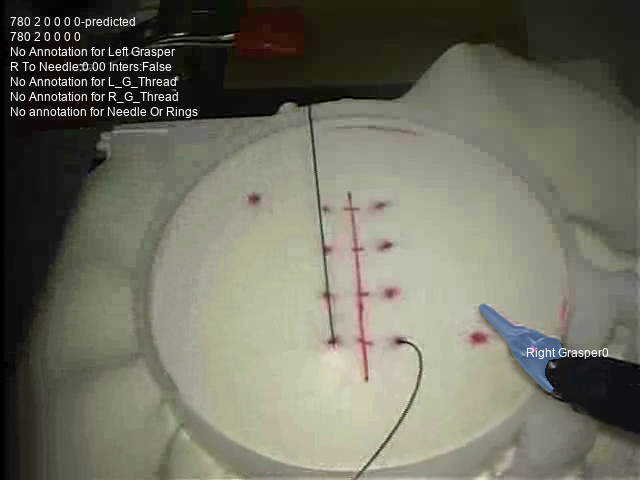 780 2 0 0 0 0-predicted
780 2 0 0 0 0
No Annotation for Left Grasper
R To Needle:0.00 Inters:False
No Annotation for L_G_Thread
No Annotation for R_G_Thread
No annotation for Needle Or Rings
Right Grasper0